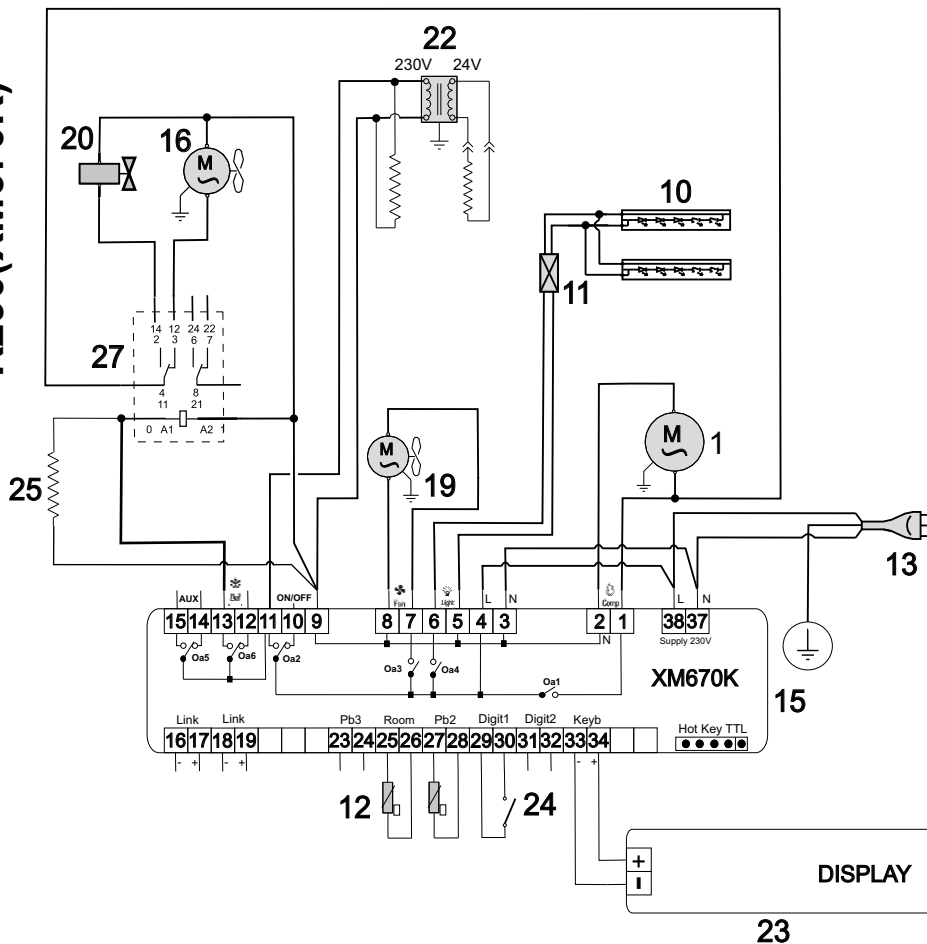 22
230V 24V
20
16
M
10
11
14 12 24 22
2 3 6 7
27
4 8
11 21
0 A1 A2 1
M
1
25
M
19
13
AUX
Def
ON/OFF
Fan
Light
L N
Comp
L N
15 14 13 12 11 10 9 8 7 6 5 4 3 2 1 38 37
N
Supply 230V
Oa5 Oa6 Oa2 Oa3 Oa4 Oa1
XM670K
15
Link Link Pb3 Room Pb2 Digit1 Digit2 Keyb Hot Key TTL
16 17 18 19 23 24 25 26 27 28 29 30 31 32 33 34
- + - + - +
12
24
+
-
DISPLAY
23